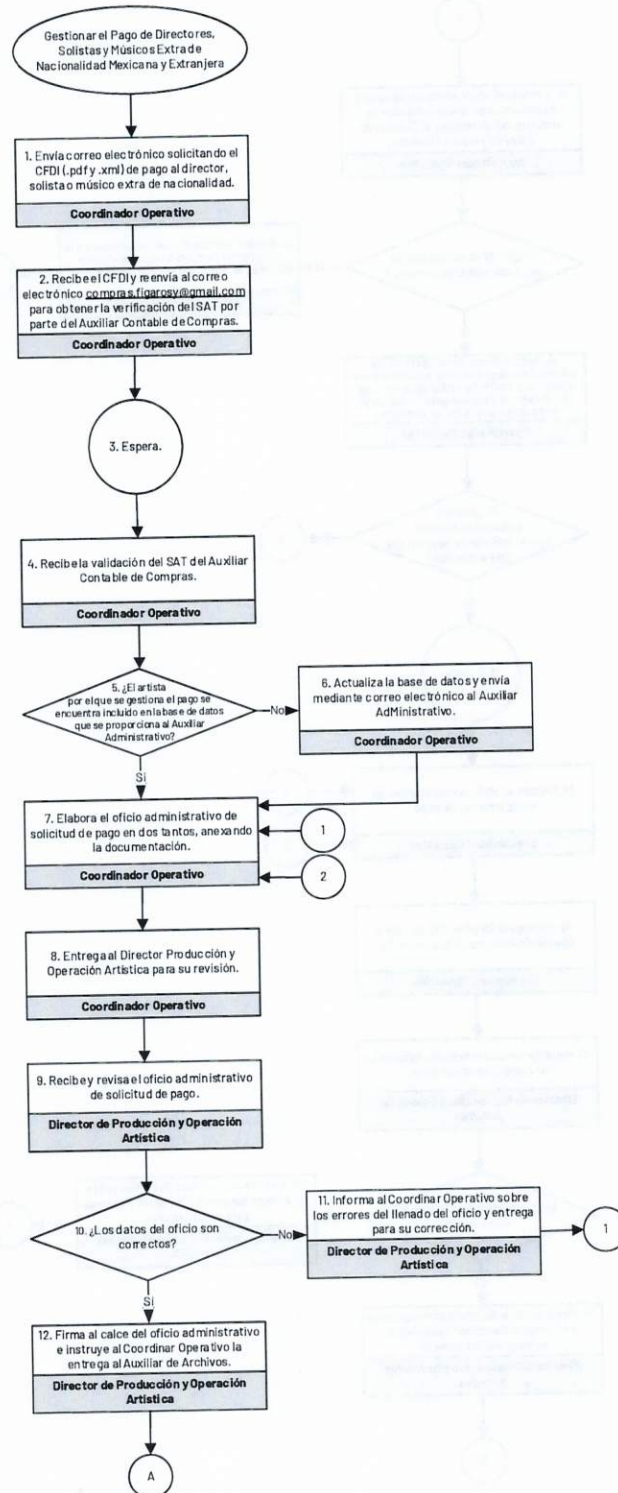 Gestionar el Pago de Directores,
Solistas y Músicos Extra de
Nacionalidad Mexicana y Extranjera
1. Envía correo electrónico solicitando el
CFDI (.pdf y .xml) de pago al director,
solista o músico extra de nacionalidad.
Coordinador Operativo
2. Recibe el CFDI y reenvía al correo
electrónico compras.figarosy@gmail.com
para obtener la verificación del SAT por
parte del Auxiliar Contable de Compras.
Coordinador Operativo
3. Espera.
4. Recibe la validación del SAT del Auxiliar
Contable de Compras.
Coordinador Operativo
5. ¿El artista
por el que se gestiona el pago se
encuentra incluido en la base de datos
que se proporciona al Auxiliar
Administrativo?
No
6. Actualiza la base de datos y envía
mediante correo electrónico al Auxiliar
AdMinistrativo.
Coordinador Operativo
Si
7. Elabora el oficio administrativo de
solicitud de pago en dos tantos, anexando
la documentación.
Coordinador Operativo
1
2
8. Entrega al Director Producción y
Operación Artística para su revisión.
Coordinador Operativo
9. Recibe y revisa el oficio administrativo
de solicitud de pago.
Director de Producción y Operación
Artística
10. ¿Los datos del oficio son
correctos?
No
11. Informa al Coordinar Operativo sobre
los errores del llenado del oficio y entrega
para su corrección.
Director de Producción y Operación
Artística
1
Si
12. Firma al calce del oficio administrativo
e instruye al Coordinar Operativo la
entrega al Auxiliar de Archivos.
Director de Producción y Operación
Artística
A